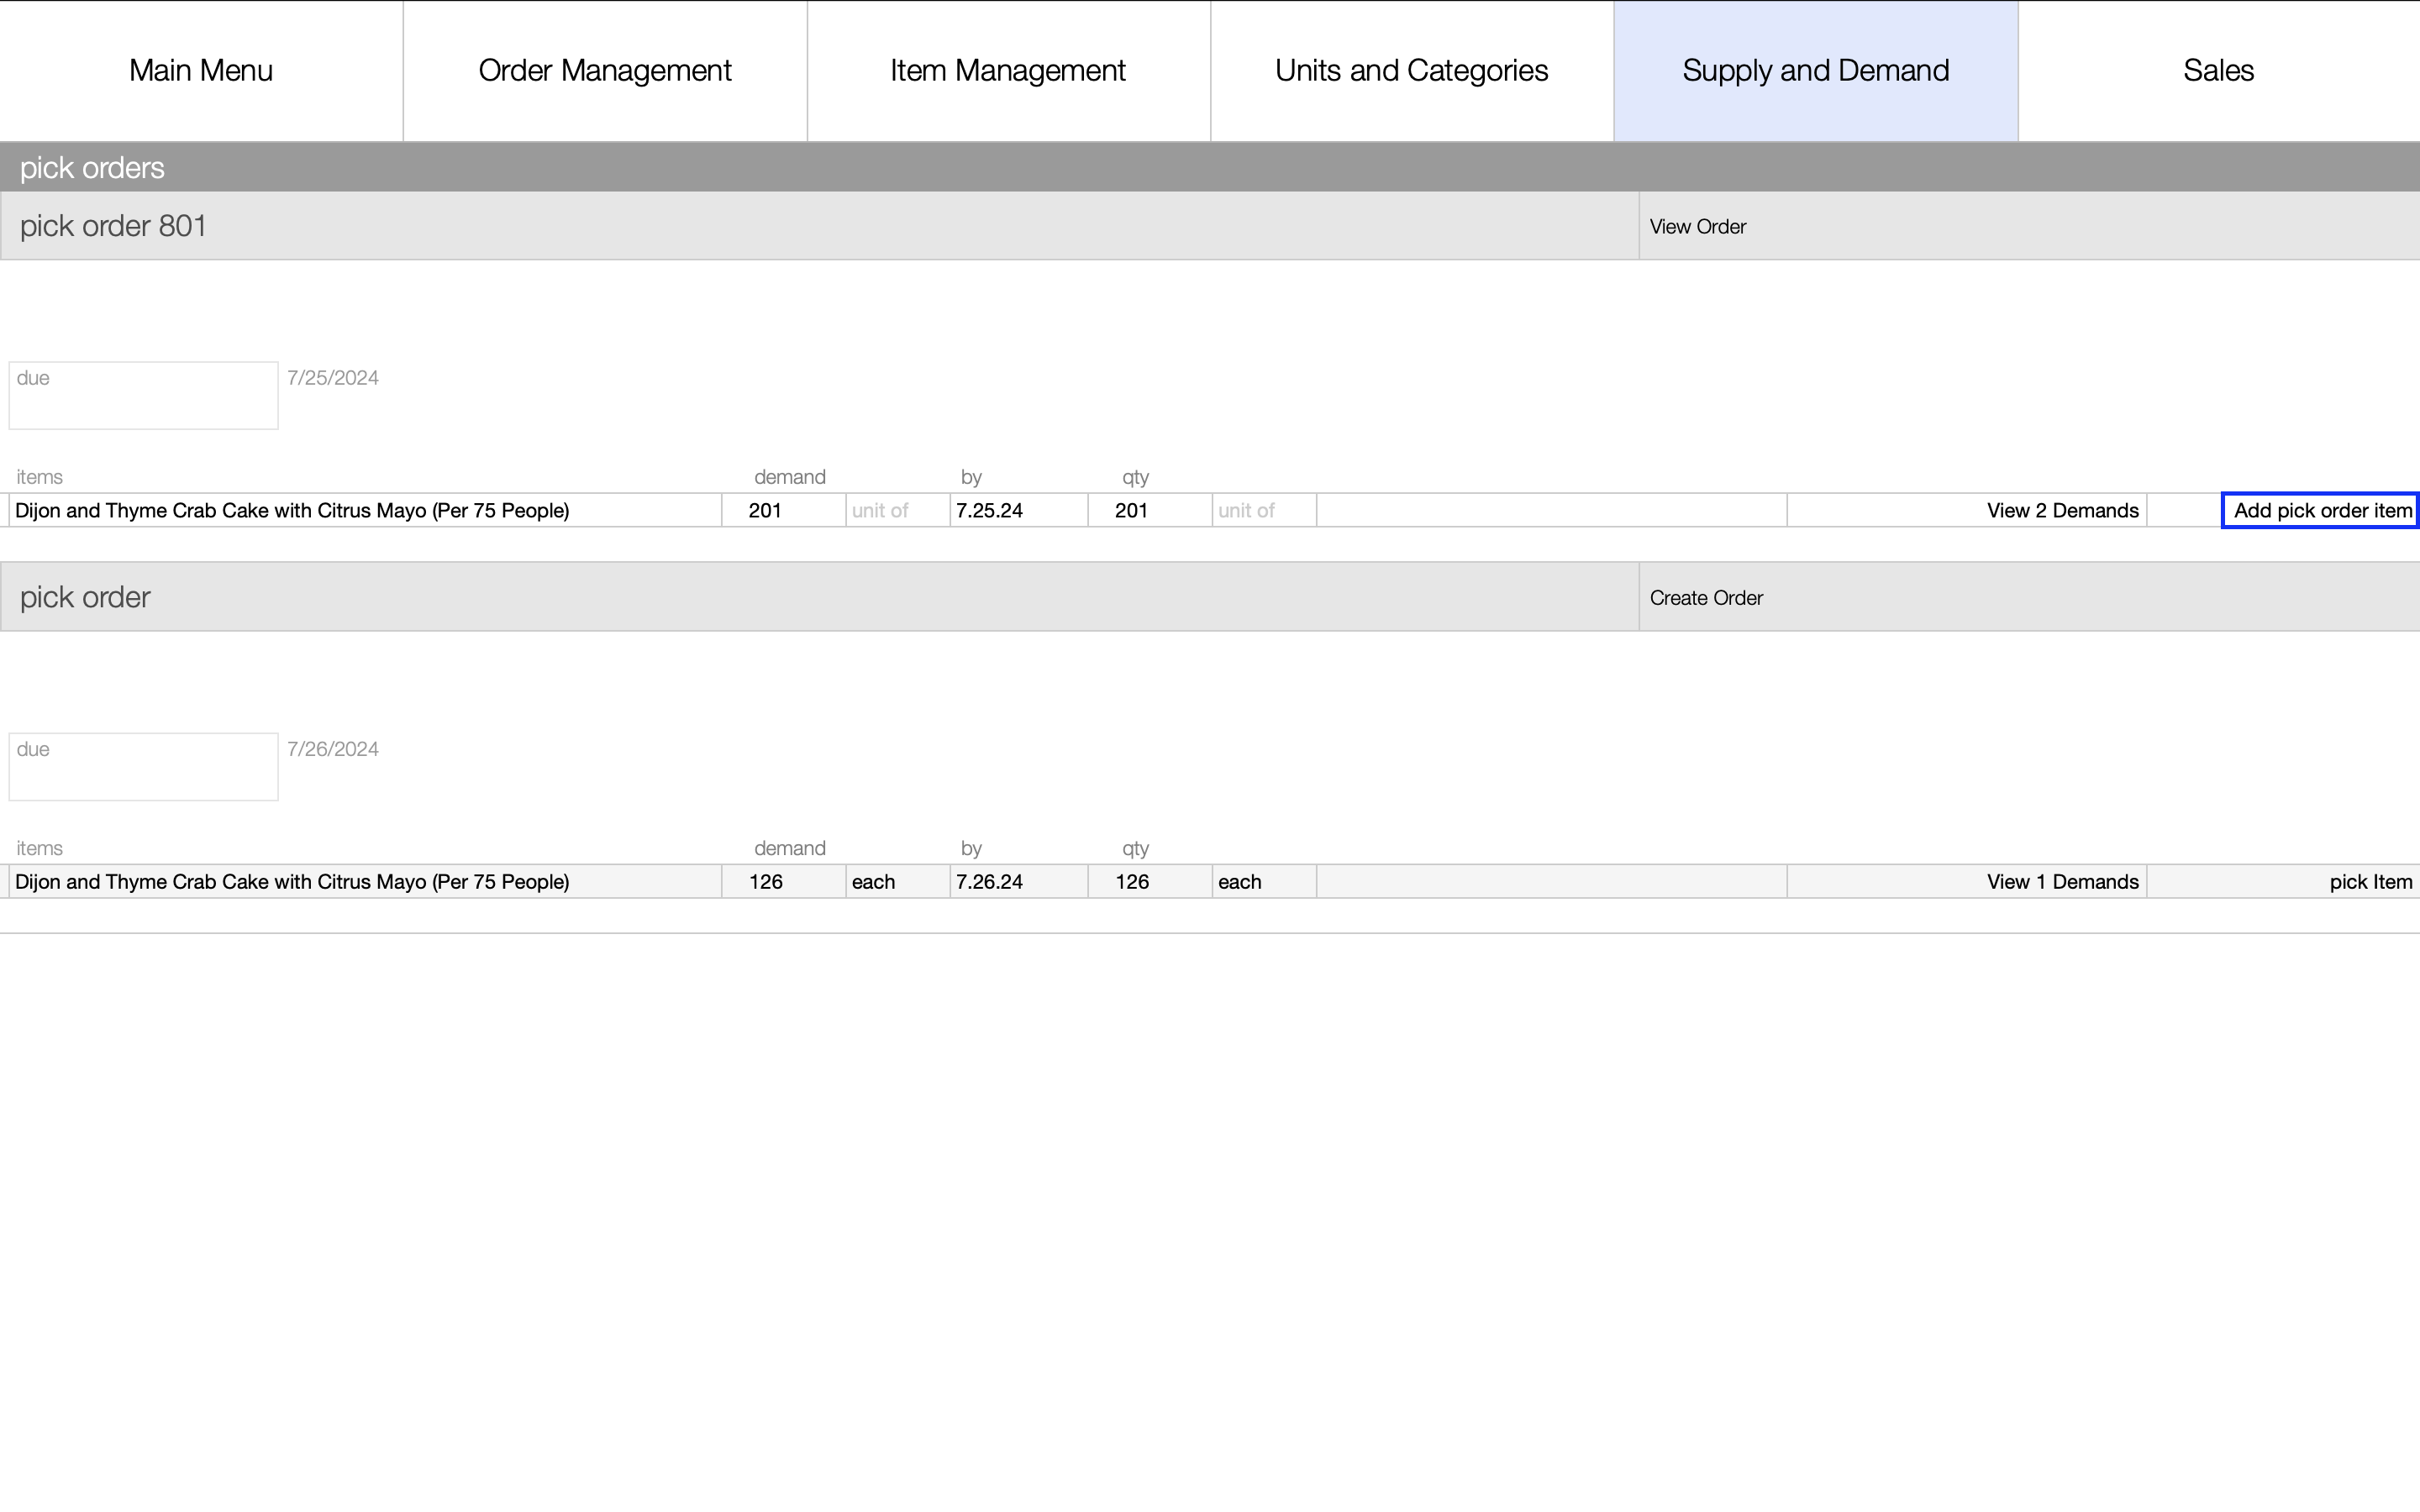 Main Menu Order Management Item Management Units and Categories Supply and Demand Sales
pick orders
pick order 801 View Order
due 7/25/2024
items demand by qty
Dijon and Thyme Crab Cake with Citrus Mayo (Per 75 People) 201 unit of 7.25.24 201 unit of View 2 Demands Add pick order item
pick order Create Order
due 7/26/2024
items demand by qty
Dijon and Thyme Crab Cake with Citrus Mayo (Per 75 People) 126 each 7.26.24 126 each View 1 Demands pick Item